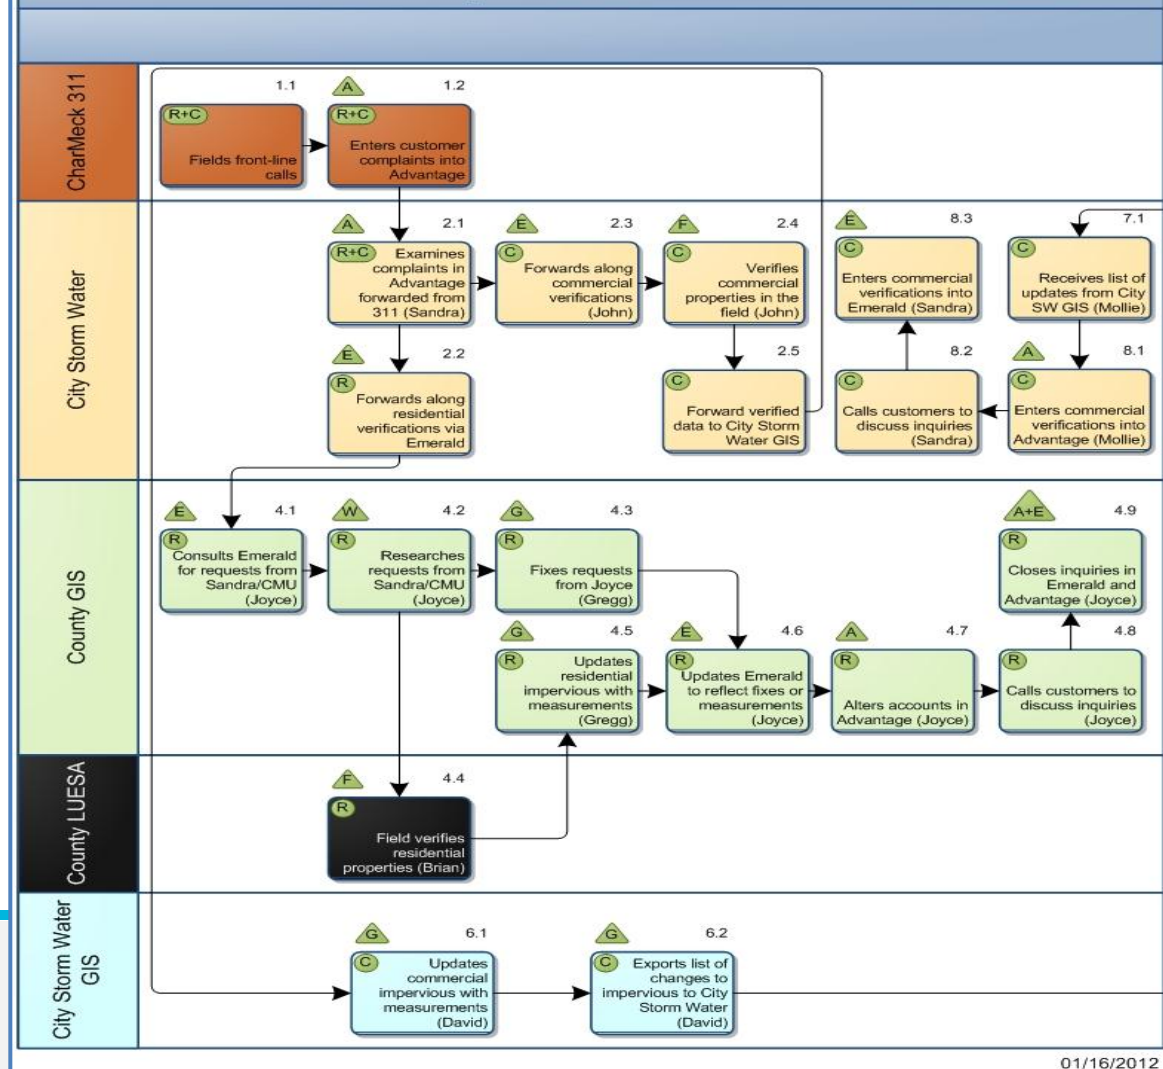 CharMeck 311
1.1
R+C
Fields front-line
calls
A
1.2
R+C
Enters customer
complaints into
Advantage
City Storm Water
A
2.1
R+C
Examines
complaints in
Advantage
forwarded from
311 (Sandra)
E
2.3
C
Forwards along
commercial
verifications
(John)
F
2.4
C
Verifies
commercial
properties in the
field (John)
E
8.3
C
Enters commercial
verifications into
Emerald (Sandra)
7.1
C
Receives list of
updates from City
SW GIS (Mollie)
E
2.2
R
Forwards along
residential
verifications via
Emerald
2.5
C
Forward verified
data to City Storm
Water GIS
8.2
C
Calls customers to
discuss inquiries
(Sandra)
A
8.1
C
Enters commercial
verifications into
Advantage (Mollie)
County GIS
E
4.1
R
Consults Emerald
for requests from
Sandra/CMU
(Joyce)
W
4.2
R
Researches
requests from
Sandra/CMU
(Joyce)
G
4.3
R
Fixes requests
from Joyce
(Gregg)
A+E
4.9
R
Closes inquiries in
Emerald and
Advantage (Joyce)
G
4.5
R
Updates
residential
impervious with
measurements
(Gregg)
E
4.6
R
Updates Emerald
to reflect fixes or
measurements
(Joyce)
A
4.7
R
Alters accounts in
Advantage (Joyce)
4.8
R
Calls customers to
discuss inquiries
(Joyce)
County LUESA
F
4.4
R
Field verifies
residential
properties (Brian)
City Storm Water
GIS
G
6.1
C
Updates
commercial
impervious with
measurements
(David)
G
6.2
C
Exports list of
changes to
impervious to City
Storm Water
(David)
01/16/2012